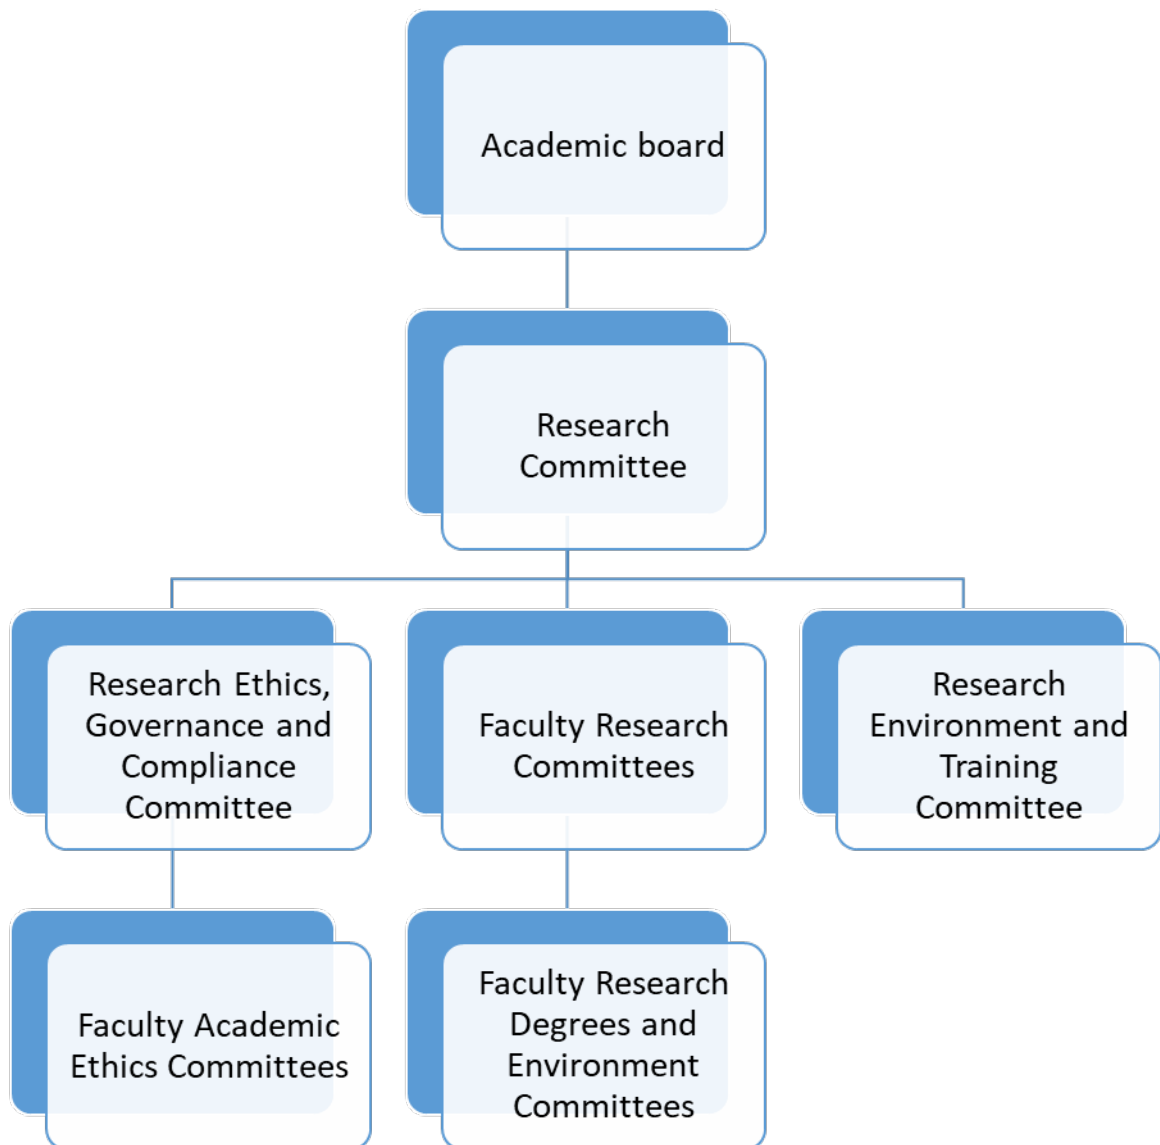 Academic board
Research
Committee
Research Ethics,
Governance and
Compliance
Committee
Faculty Research
Committees
Research
Environment and
Training
Committee
Faculty Academic
Ethics Committees
Faculty Research
Degrees and
Environment
Committees